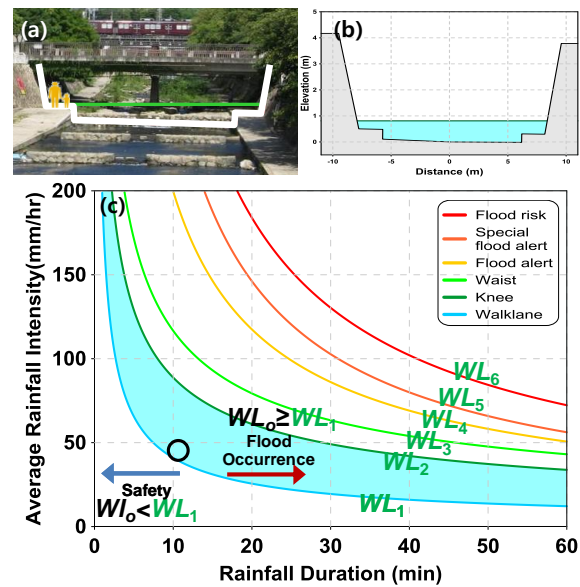 (a)
(b)
Elevation (m)
5
4
3
2
1
0
-10
-5
0
5
10
Distance (m)
(c)
Average Rainfall Intensity(mm/hr)
200
150
100
50
0
Flood risk
Special
flood alert
Flood alert
Waist
Knee
Walklane
WL6
WL5
WL4
WL3
WL2
WL1
WLo≥WL1
Flood
Occurrence
Safety
Wlo<WL1
0
10
20
30
40
50
60
Rainfall Duration (min)